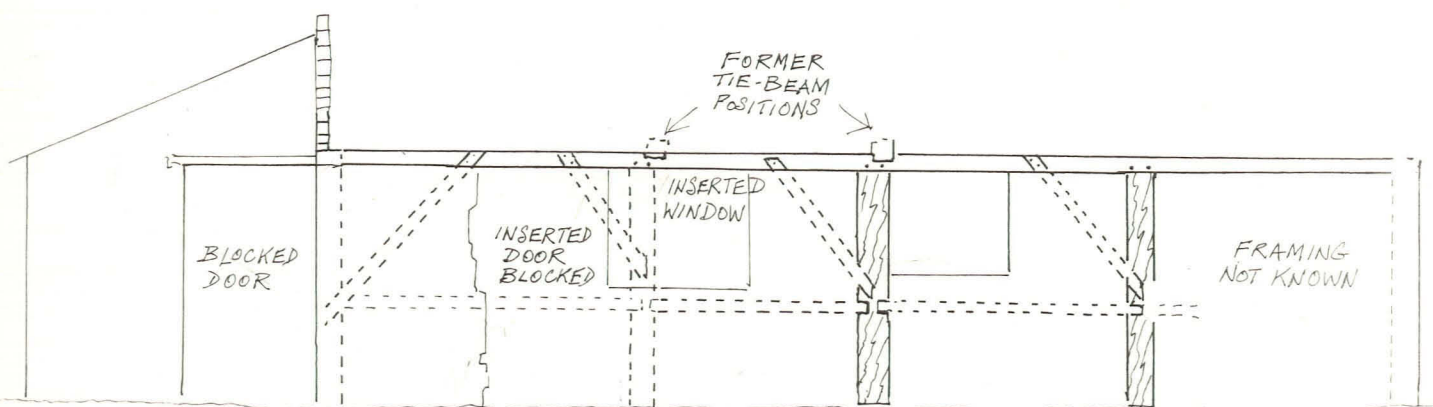 FORMER
TIE-BEAM
POSITIONS
BLOCKED
DOOR
INSERTED
DOOR
BLOCKED
INSERTED
WINDOW
FRAMING
NOT KNOWN